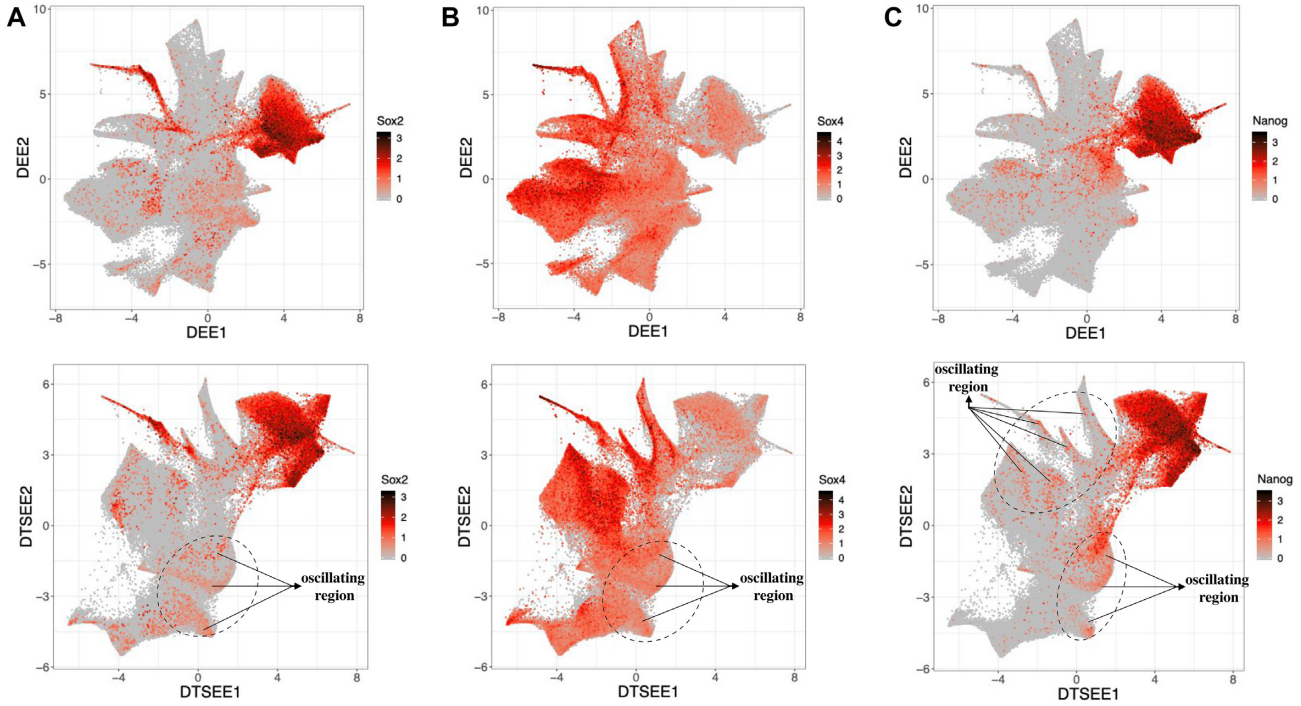 A
B
C
10
5
0
−5
DEE2
−8
−4
0
4
8
DEE1
Sox2
3
2
1
0
10
5
0
−5
DEE2
−8
−4
0
4
8
DEE1
Sox4
4
3
2
1
0
10
5
0
−5
DEE2
−8
−4
0
4
8
DEE1
Nanog
3
2
1
0
6
3
0
−3
−6
DTSEE2
−4
0
4
8
DTSEE1
oscillating
region
Sox2
3
2
1
0
6
3
0
−3
−6
DTSEE2
−4
0
4
8
DTSEE1
oscillating
region
Sox4
4
3
2
1
0
6
3
0
−3
−6
DTSEE2
−4
0
4
8
DTSEE1
oscillating
region
oscillating
region
Nanog
3
2
1
0